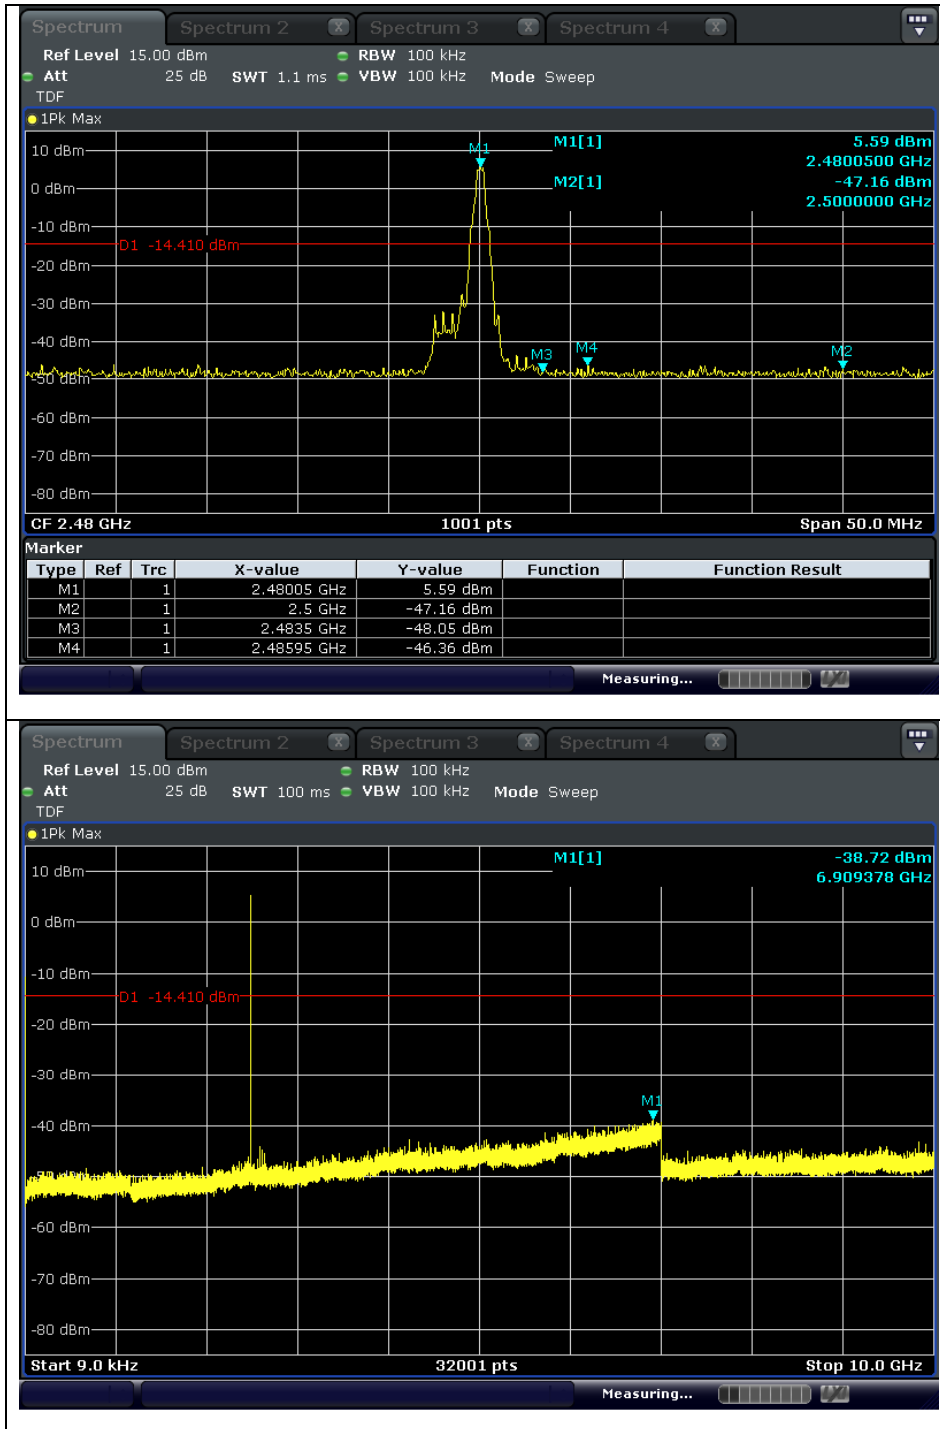 Spectrum Spectrum 2 X Spectrum 3 X Spectrum 4 X
Ref Level 15.00 dBm RBW 100 kHz
Att 25 dB SWT 1.1 ms VBW 100 kHz Mode Sweep
TDF
1Pk Max
M1[1] 5.59 dBm
2.4800500 GHz
M2[1] -47.16 dBm
2.5000000 GHz
10 dBm
M1
0 dBm
-10 dBm
D1 -14.410 dBm
-20 dBm
-30 dBm
-40 dBm
M3 M4 M2
-50 dBm
-60 dBm
-70 dBm
-80 dBm
CF 2.48 GHz 1001 pts Span 50.0 MHz
Marker
Type Ref Trc X-value Y-value Function Function Result
M1 1 2.48005 GHz 5.59 dBm
M2 1 2.5 GHz -47.16 dBm
M3 1 2.4835 GHz -48.05 dBm
M4 1 2.48595 GHz -46.36 dBm
Measuring...
Spectrum Spectrum 2 X Spectrum 3 X Spectrum 4 X
Ref Level 15.00 dBm RBW 100 kHz
Att 25 dB SWT 100 ms VBW 100 kHz Mode Sweep
TDF
1Pk Max
M1[1] -38.72 dBm
6.909378 GHz
10 dBm
0 dBm
-10 dBm
D1 -14.410 dBm
-20 dBm
-30 dBm
M1
-40 dBm
-50 dBm
-60 dBm
-70 dBm
-80 dBm
Start 9.0 kHz 32001 pts Stop 10.0 GHz
Measuring...